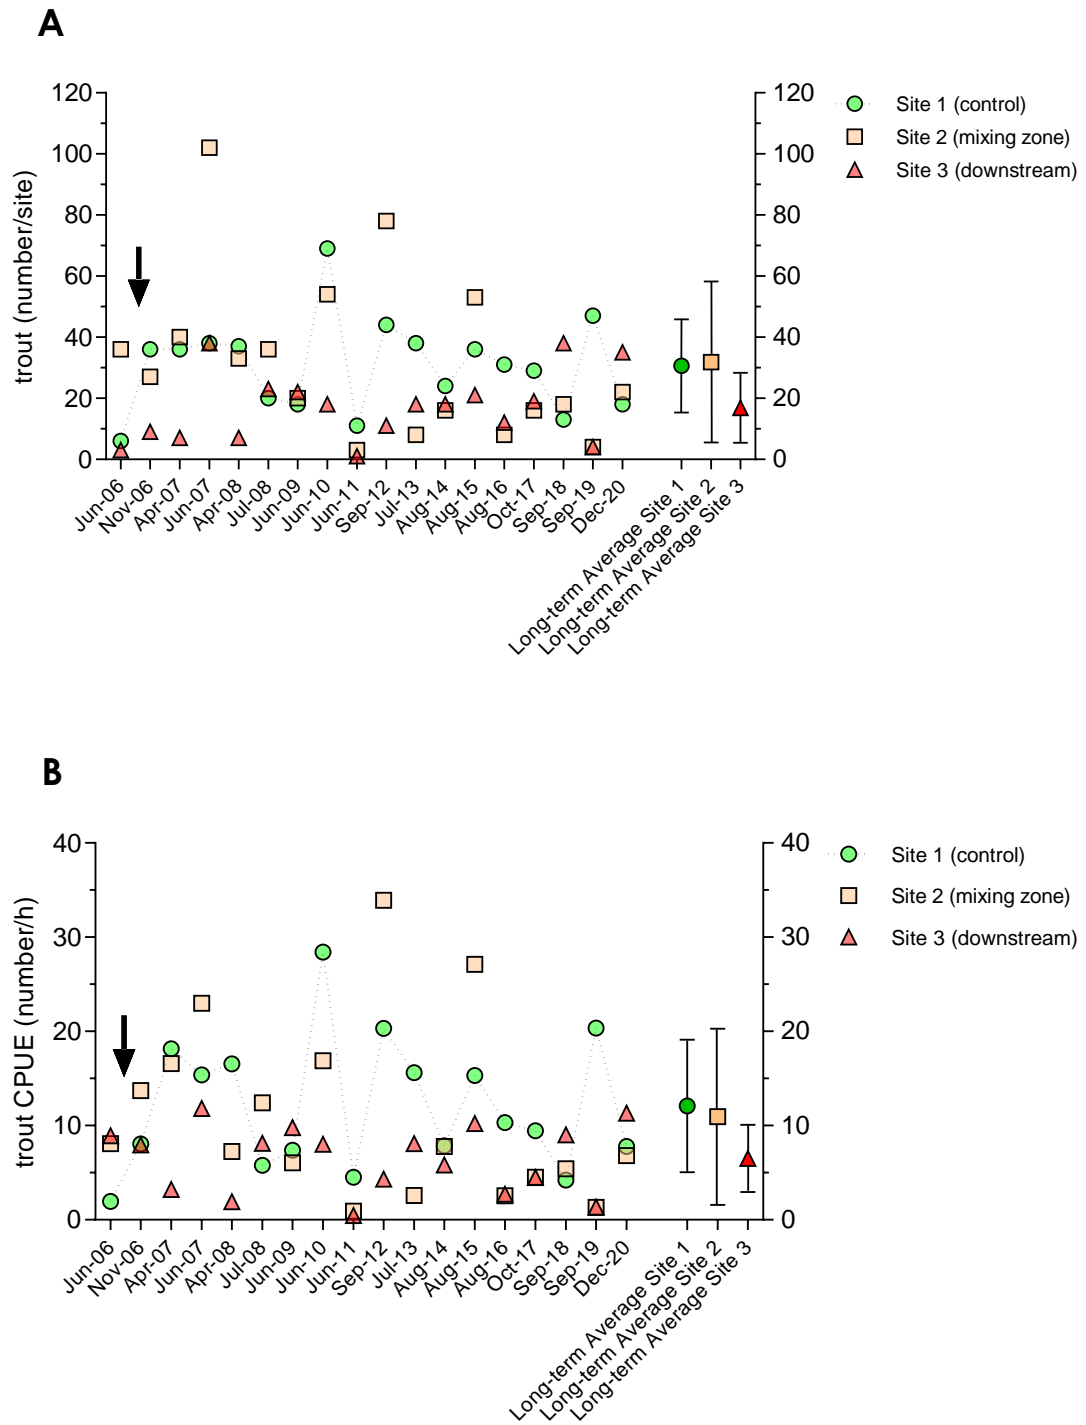 A
trout (number/site)
120
100
80
60
40
20
0
120
100
80
60
40
20
0
Site 1 (control)
Site 2 (mixing zone)
Site 3 (downstream)
Jun-06
Nov-06
Apr-07
Jun-07
Apr-08
Jul-08
Jun-09
Jun-10
Jun-11
Sep-12
Jul-13
Aug-14
Aug-15
Aug-16
Oct-17
Sep-18
Sep-19
Dec-20
Long-term Average Site 1
Long-term Average Site 2
Long-term Average Site 3
B
trout CPUE (number/h)
40
30
20
10
0
40
30
20
10
0
Site 1 (control)
Site 2 (mixing zone)
Site 3 (downstream)
Jun-06
Nov-06
Apr-07
Jun-07
Apr-08
Jul-08
Jun-09
Jun-10
Jun-11
Sep-12
Jul-13
Aug-14
Aug-15
Aug-16
Oct-17
Sep-18
Sep-19
Dec-20
Long-term Average Site 1
Long-term Average Site 2
Long-term Average Site 3